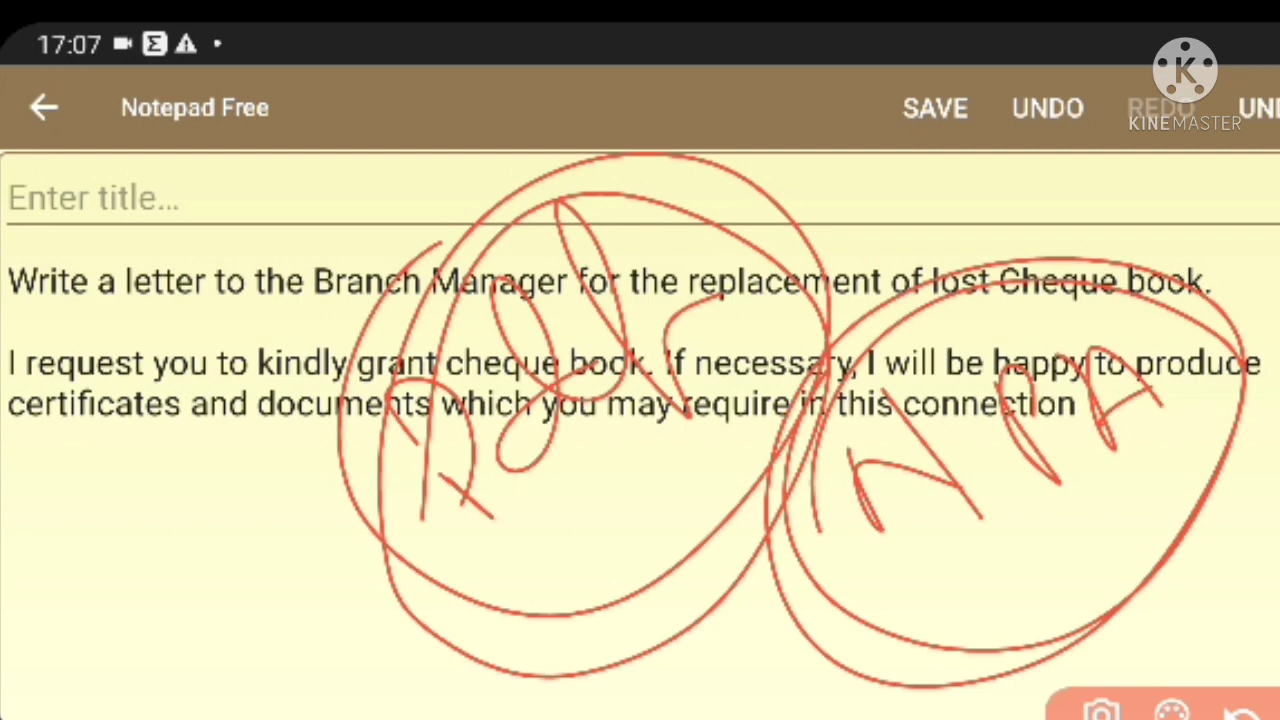 17:07
Notepad Free SAVE UNDO REDO UN
KINEMASTER
Enter title...
Write a letter to the Branch Manager for the replacement of lost Cheque book.
I request you to kindly grant cheque book. If necessary, I will be happy to produce
certificates and documents which you may require in this connection
NPA